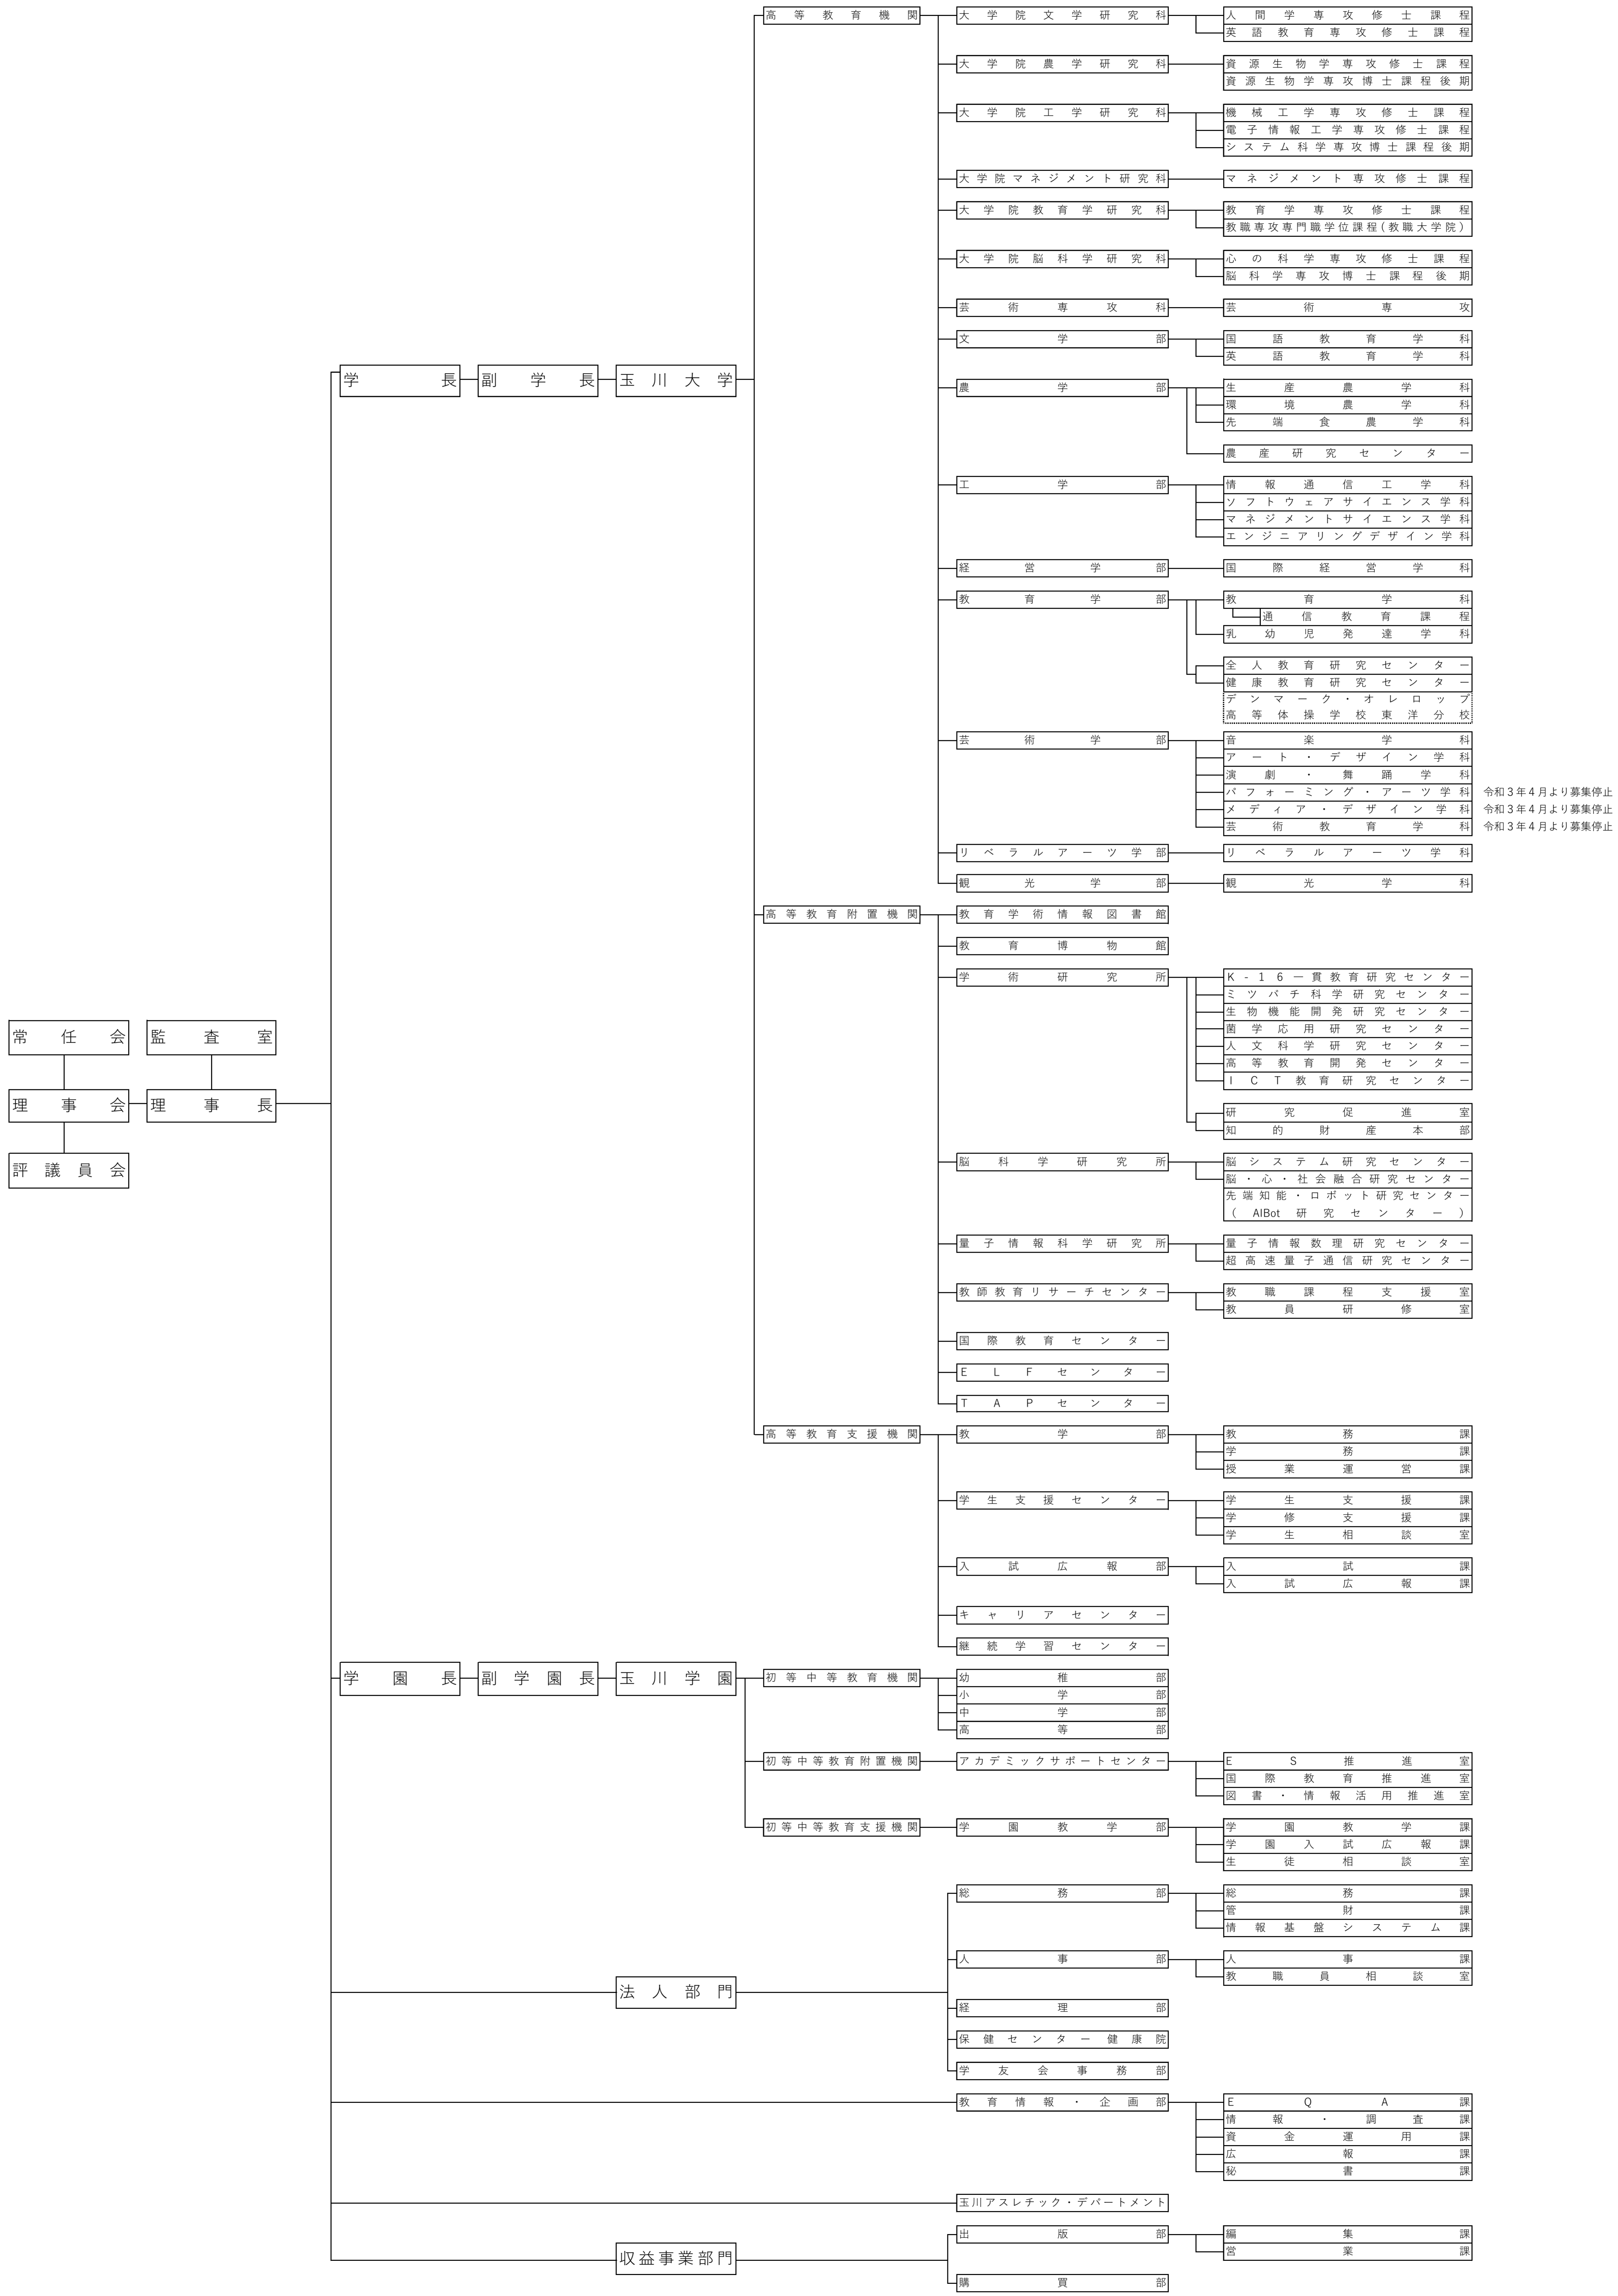 高等教育機関
大学院文学研究科
人間学専攻修士課程
英語教育専攻修士課程
大学院農学研究科
資源生物学専攻修士課程
資源生物学専攻博士課程後期
大学院工学研究科
機械工学専攻修士課程
電子情報工学専攻修士課程
システム科学専攻博士課程後期
大学院マネジメント研究科
マネジメント専攻修士課程
大学院教育学研究科
教育学専攻修士課程
教職専攻専門職学位課程(教職大学院)
大学院脳科学研究科
心の科学専攻修士課程
脳科学専攻博士課程後期
芸術専攻科
芸術専攻
文学部
国語教育学科
英語教育学科
学長
副学長
玉川大学
農学部
生産農学科
環境農学科
先端食農学科
農産研究センター
工学部
情報通信工学科
ソフトウェアサイエンス学科
マネジメントサイエンス学科
エンジニアリングデザイン学科
経営学部
国際経営学科
教育学部
教育学科
通信教育課程
乳幼児発達学科
全人教育研究センター
健康教育研究センター
デンマーク・オレロップ
高等体操学校東洋分校
芸術学部
音楽学科
アート・デザイン学科
演劇・舞踊学科
パフォーミング・アーツ学科 令和3年4月より募集停止
メディア・デザイン学科 令和3年4月より募集停止
芸術教育学科 令和3年4月より募集停止
リベラルアーツ学部
リベラルアーツ学科
観光学部
観光学科
高等教育附置機関
教育学術情報図書館
教育博物館
学術研究所
K-16一貫教育研究センター
ミツバチ科学研究センター
生物機能開発研究センター
菌学応用研究センター
人文科学研究センター
高等教育開発センター
ICT教育研究センター
研究促進室
知的財産本部
常任会
監査室
理事会
理事長
評議員会
脳科学研究所
脳システム研究センター
脳・心・社会融合研究センター
先端知能・ロボット研究センター
(AIBot研究センター)
量子情報科学研究所
量子情報数理研究センター
超高速量子通信研究センター
教師教育リサーチセンター
教職課程支援室
教員研修室
国際教育センター
ELFセンター
TAPセンター
高等教育支援機関
教学部
教務課
学務課
授業運営課
学生支援センター
学生支援課
学修支援課
学生相談室
入試広報部
入試課
入試広報課
キャリアセンター
継続学習センター
学園長
副学園長
玉川学園
初等中等教育機関
幼稚部
小学部
中学部
高等部
初等中等教育附置機関
アカデミックサポートセンター
ES推進室
国際教育推進室
図書・情報活用推進室
初等中等教育支援機関
学園教学部
学園教学課
学園入試広報課
生徒相談室
法人部門
総務部
総務課
管財課
情報基盤システム課
人事部
人事課
教職員相談室
経理部
保健センター健康院
学友会事務部
教育情報・企画部
EQA課
情報・調査課
資金運用課
広報課
秘書課
玉川アスレチック・デパートメント
収益事業部門
出版部
編集課
営業課
購買部